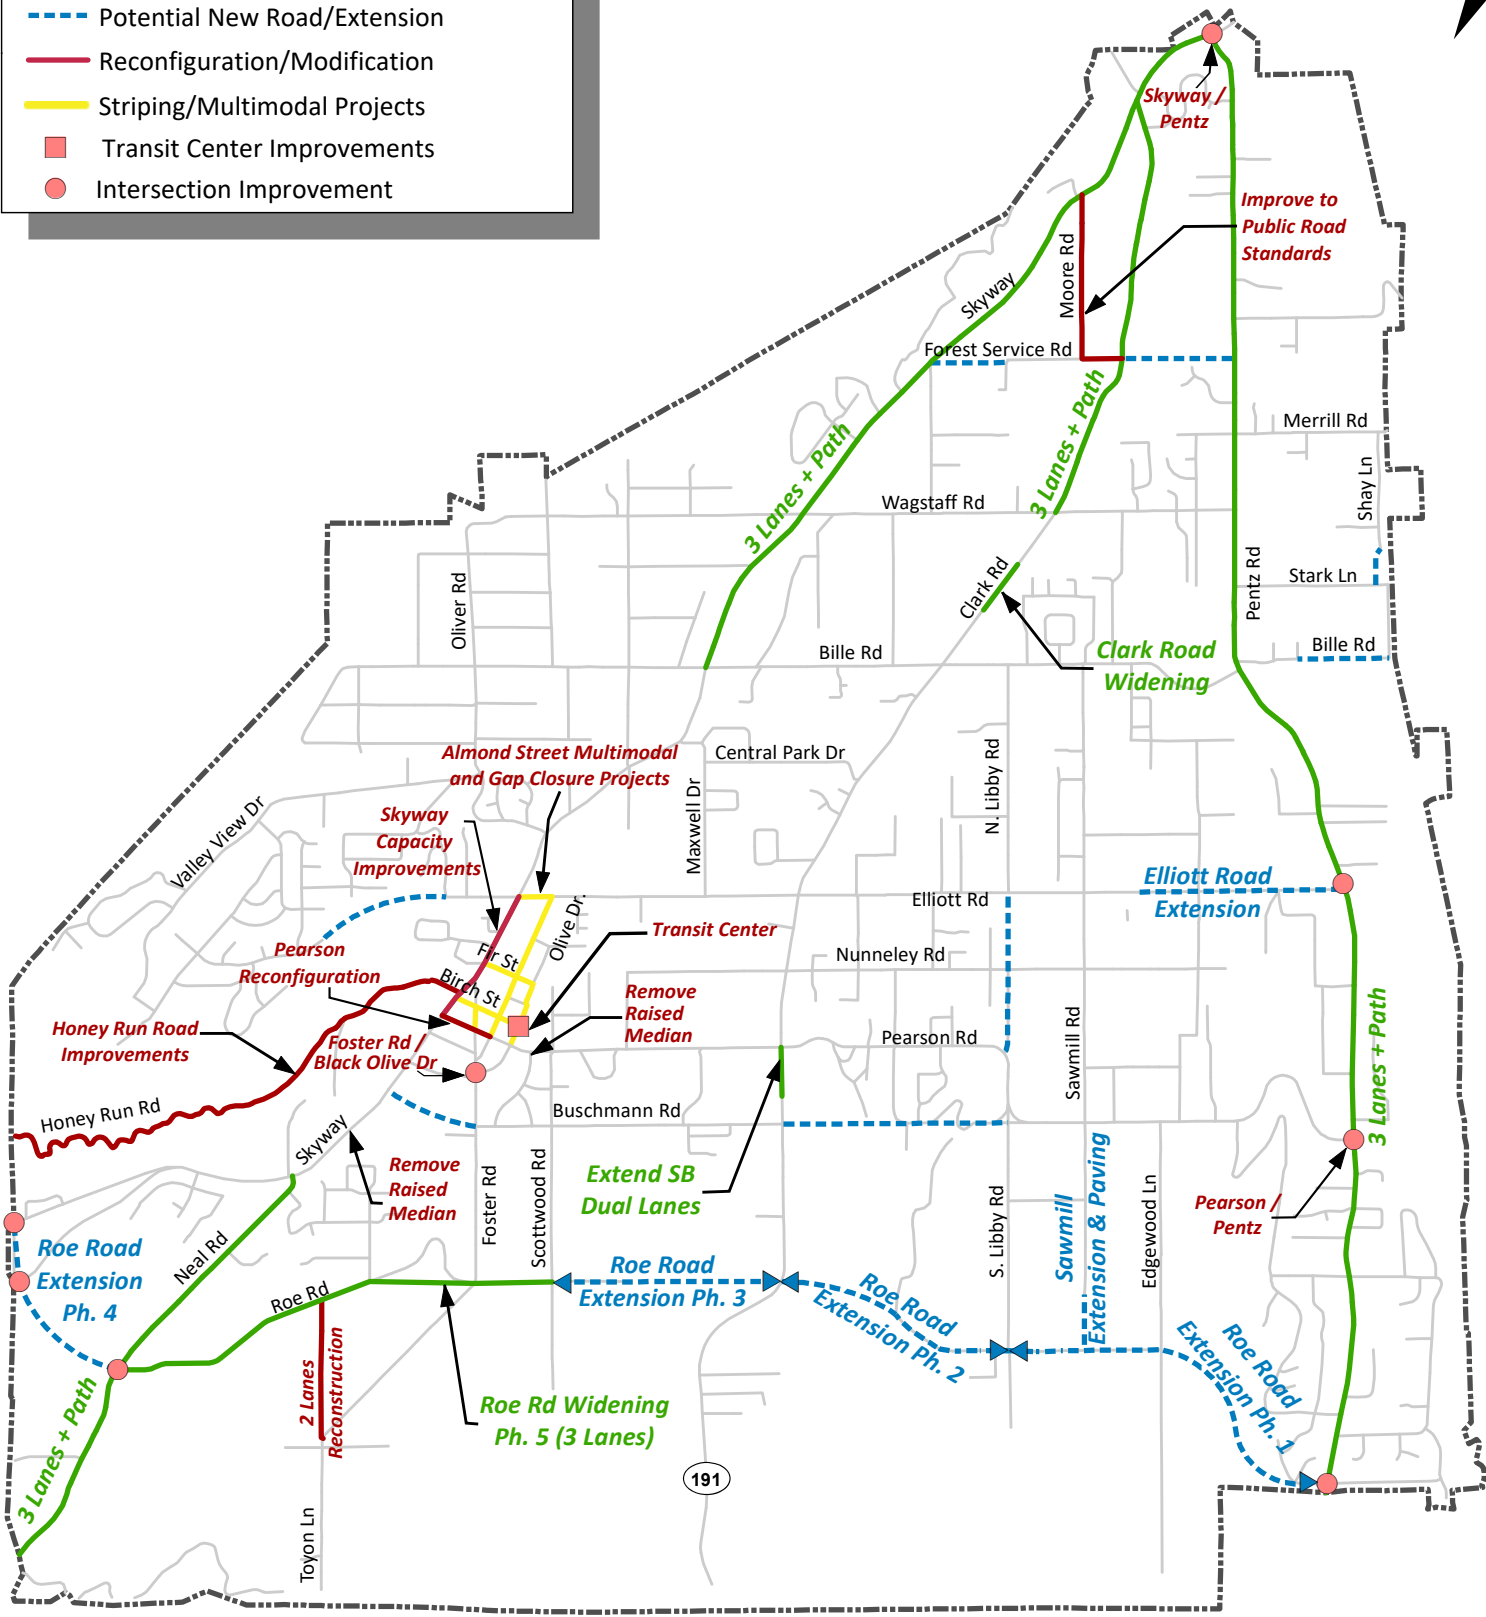 Potential New Road/Extension
Reconfiguration/Modification
Striping/Multimodal Projects
Transit Center Improvements
Intersection Improvement
Skyway /
Pentz
Improve to
Public Road
Standards
Moore Rd
Skyway
Forest Service Rd
3 Lanes + Path
3 Lanes + Path
Merrill Rd
Shay Ln
Wagstaff Rd
Oliver Rd
Clark Rd
Pentz Rd
Stark Ln
Bille Rd
Bille Rd
Clark Road
Widening
Almond Street Multimodal
and Gap Closure Projects
Central Park Dr
N. Libby Rd
Maxwell Dr
Valley View Dr
Skyway
Capacity
Improvements
Elliott Road
Extension
Elliott Rd
Olive Dr.
Transit Center
Fir St
Birch St
Nunneley Rd
Pearson
Reconfiguration
Remove
Raised
Median
Honey Run Road
Improvements
Foster Rd /
Black Olive Dr
Pearson Rd
Sawmill Rd
3 Lanes + Path
Honey Run Rd
Buschmann Rd
Skyway
Remove
Raised
Median
Foster Rd
Scottwood Rd
Extend SB
Dual Lanes
S. Libby Rd
Sawmill
Extension & Paving
Edgewood Ln
Pearson /
Pentz
Roe Road
Extension
Ph. 4
Neal Rd
Roe Rd
Roe Road
Extension Ph. 3
Roe Road
Extension Ph. 2
Roe Road
Extension Ph. 1
2 Lanes
Reconstruction
3 Lanes + Path
Roe Rd Widening
Ph. 5 (3 Lanes)
191
Toyon Ln